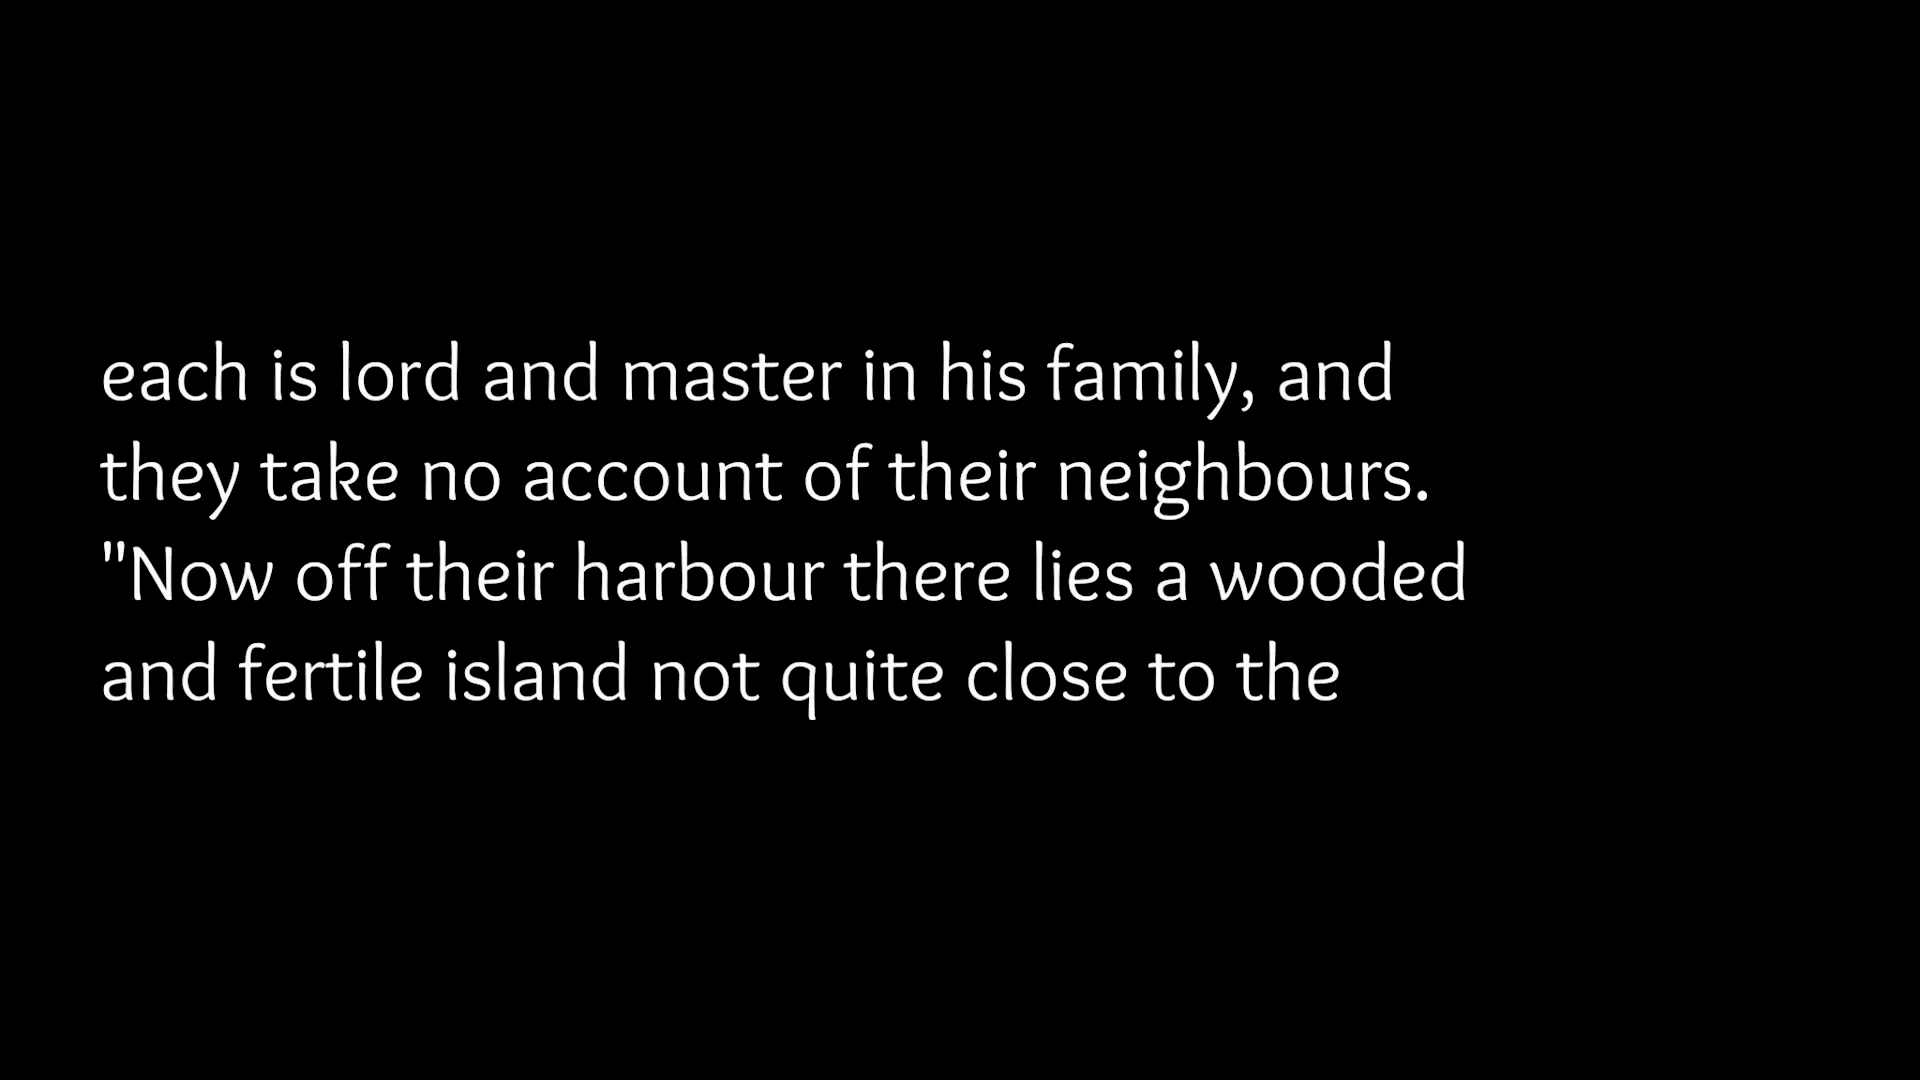 each is lord and master in his family, and
they take no account of their neighbours.
"Now off their harbour there lies a wooded
and fertile island not quite close to the